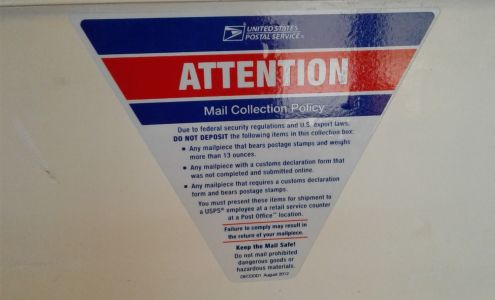 UNITED STATES
POSTAL SERVICE®
ATTENTION
Mail Collection Policy
Due to federal security regulations and U.S. export laws,
DO NOT DEPOSIT the following items in this collection box:
▪ Any mailpiece that bears postage stamps and weighs
more than 13 ounces.
▪ Any mailpiece with a customs declaration form that
was not completed and submitted online.
▪ Any mailpiece that requires a customs declaration
form and bears postage stamps.
You must present these items for shipment to
a USPS® employee at a retail service counter
at a Post Office™ location.
Failure to comply may result in
the return of your mailpiece.
Keep the Mail Safe!
Do not mail prohibited
dangerous goods or
hazardous materials.
August 2012